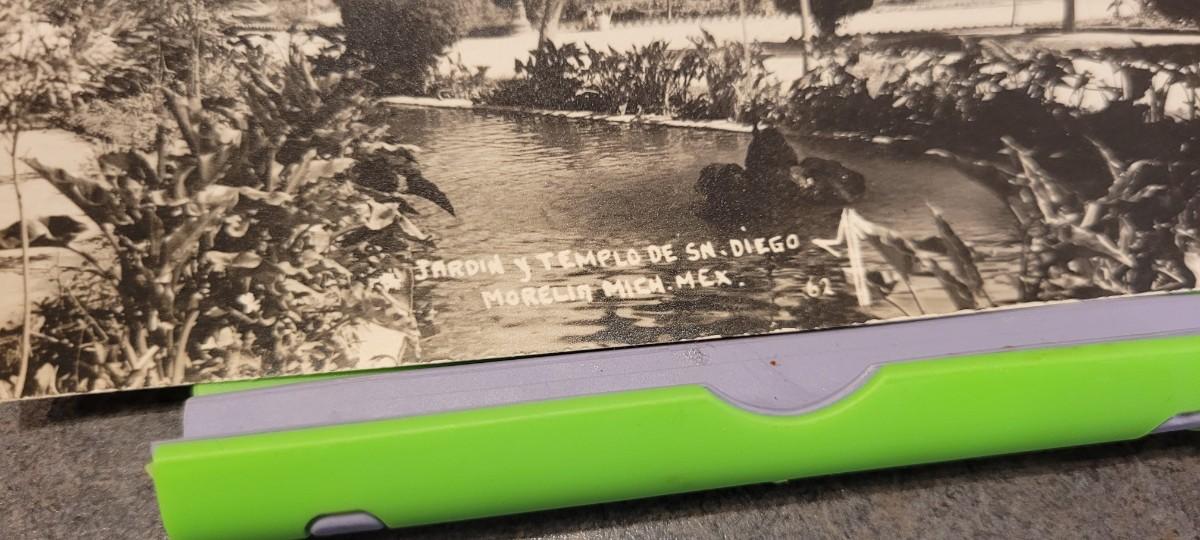 JARDIN Y TEMPLO DE SN. DIEGO
MORELIA MICH. MEX. 62